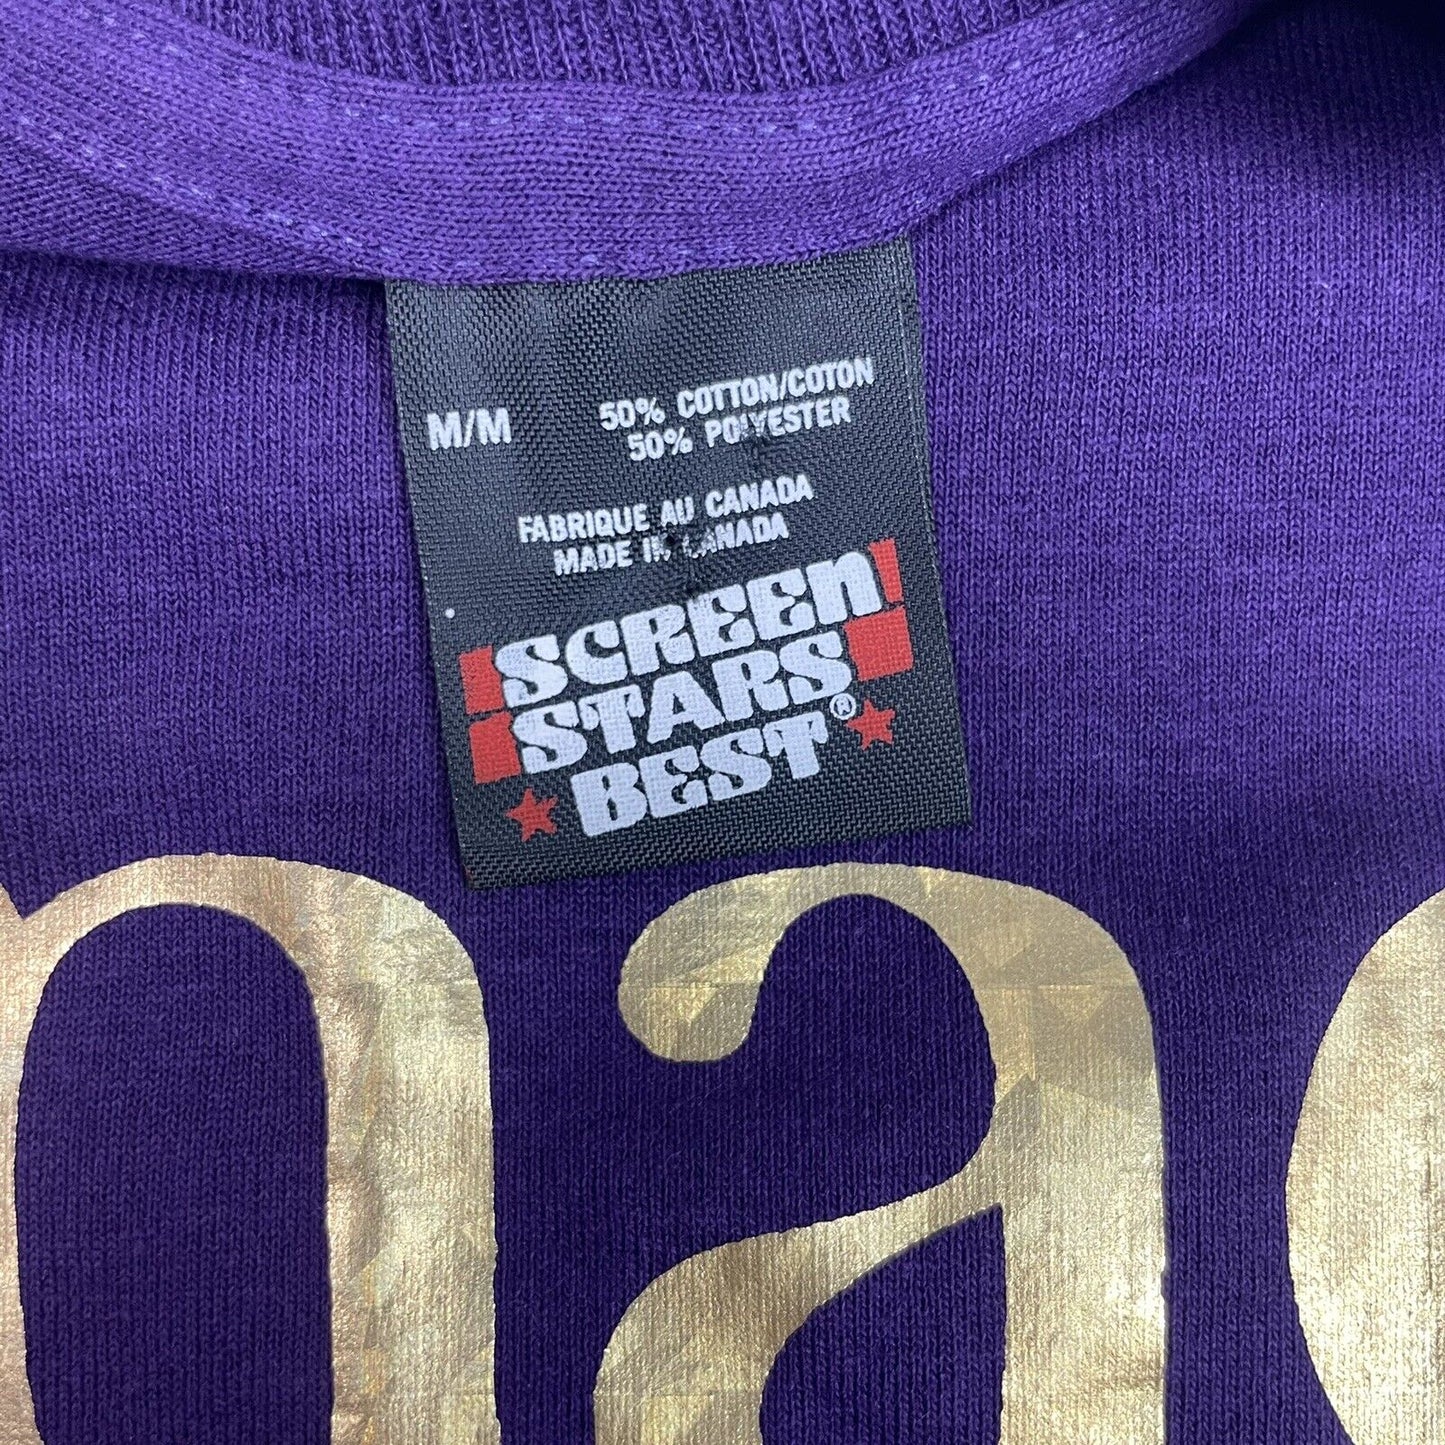 M/M
50% COTTON/COTON
50% POLYESTER
FABRIQUE AU CANADA
MADE IN CANADA
SCREEN
STARS
BEST®